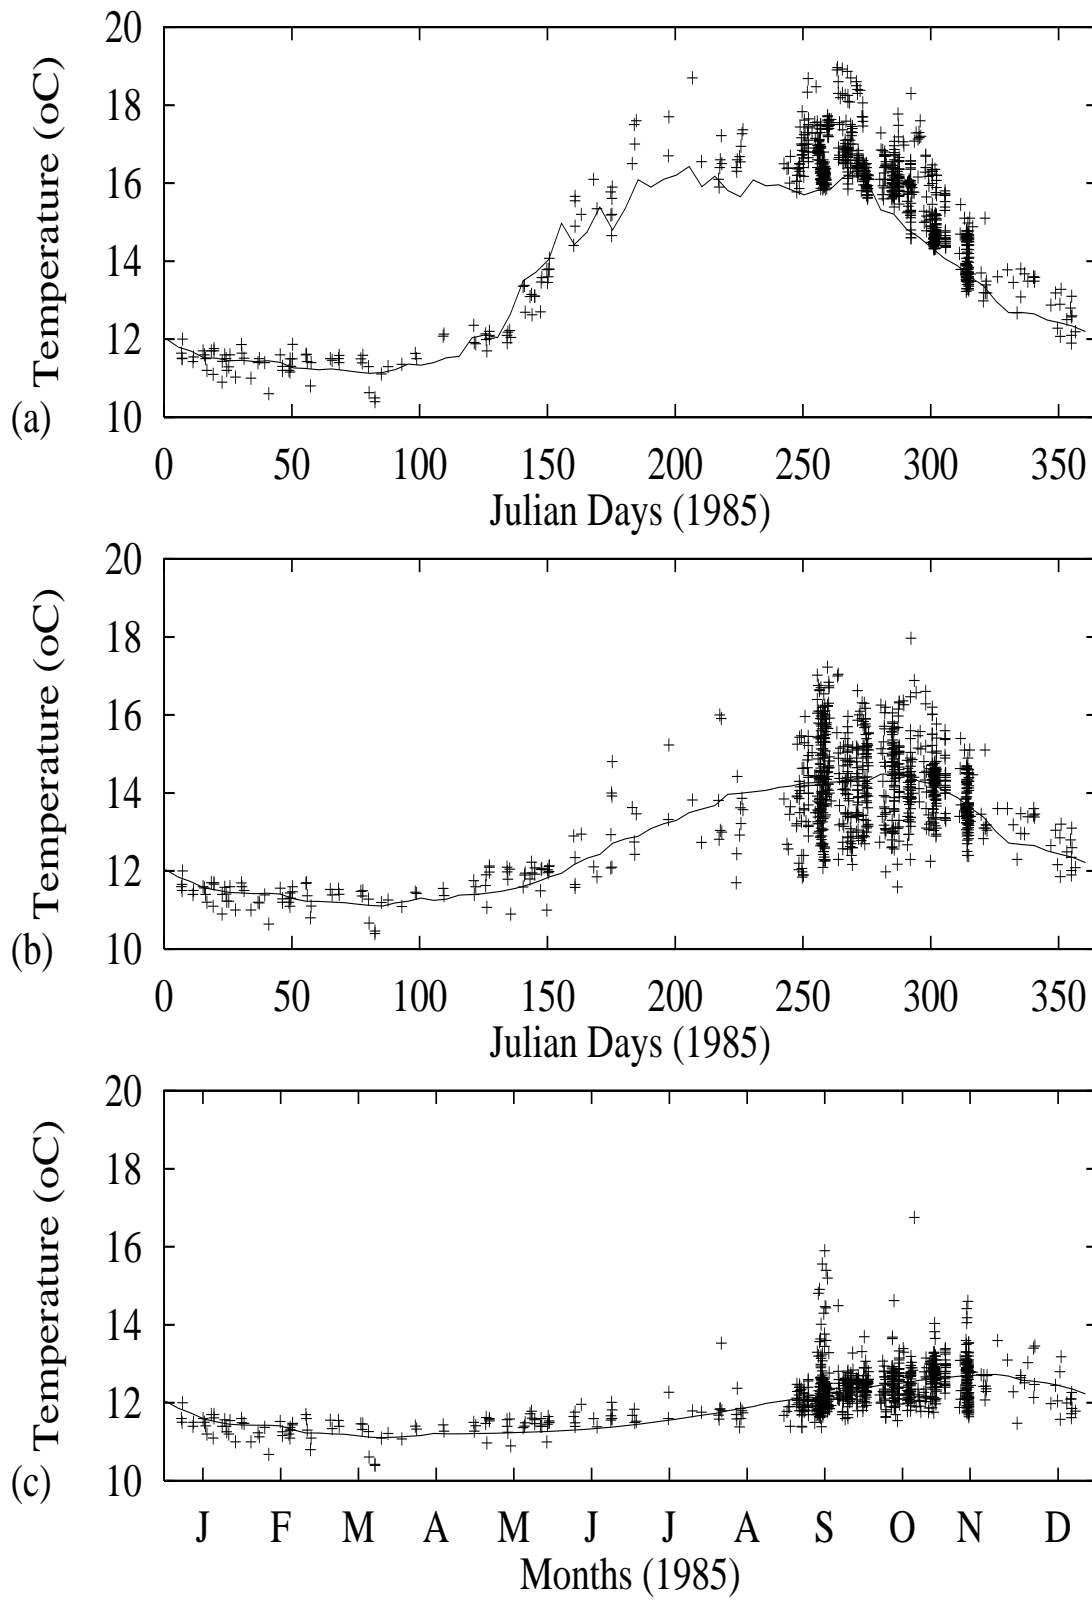 20
18
16
14
12
10
Temperature (oC)
(a)
0 50 100 150 200 250 300 350
Julian Days (1985)
20
18
16
14
12
10
Temperature (oC)
(b)
0 50 100 150 200 250 300 350
Julian Days (1985)
20
18
16
14
12
10
Temperature (oC)
(c)
J F M A M J J A S O N D
Months (1985)